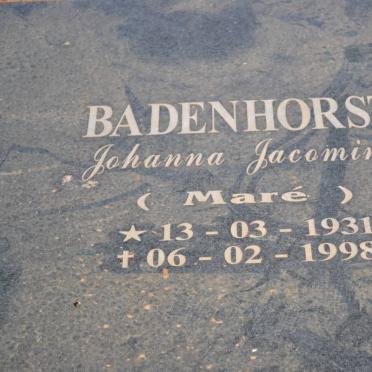 BADENHORST
Johanna Jacomin
( Maré )
★ 13 - 03 - 1931
✝ 06 - 02 - 1998